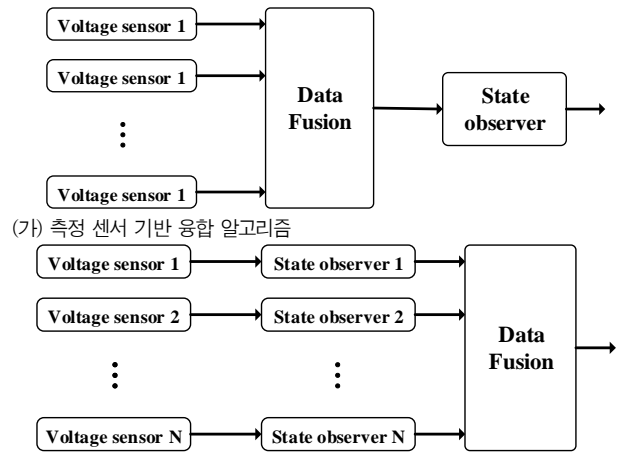 Voltage sensor 1
Voltage sensor 1
Voltage sensor 1
Data
Fusion
State
observer
(가) 측정 센서 기반 융합 알고리즘
Voltage sensor 1
State observer 1
Voltage sensor 2
State observer 2
Voltage sensor N
State observer N
Data
Fusion